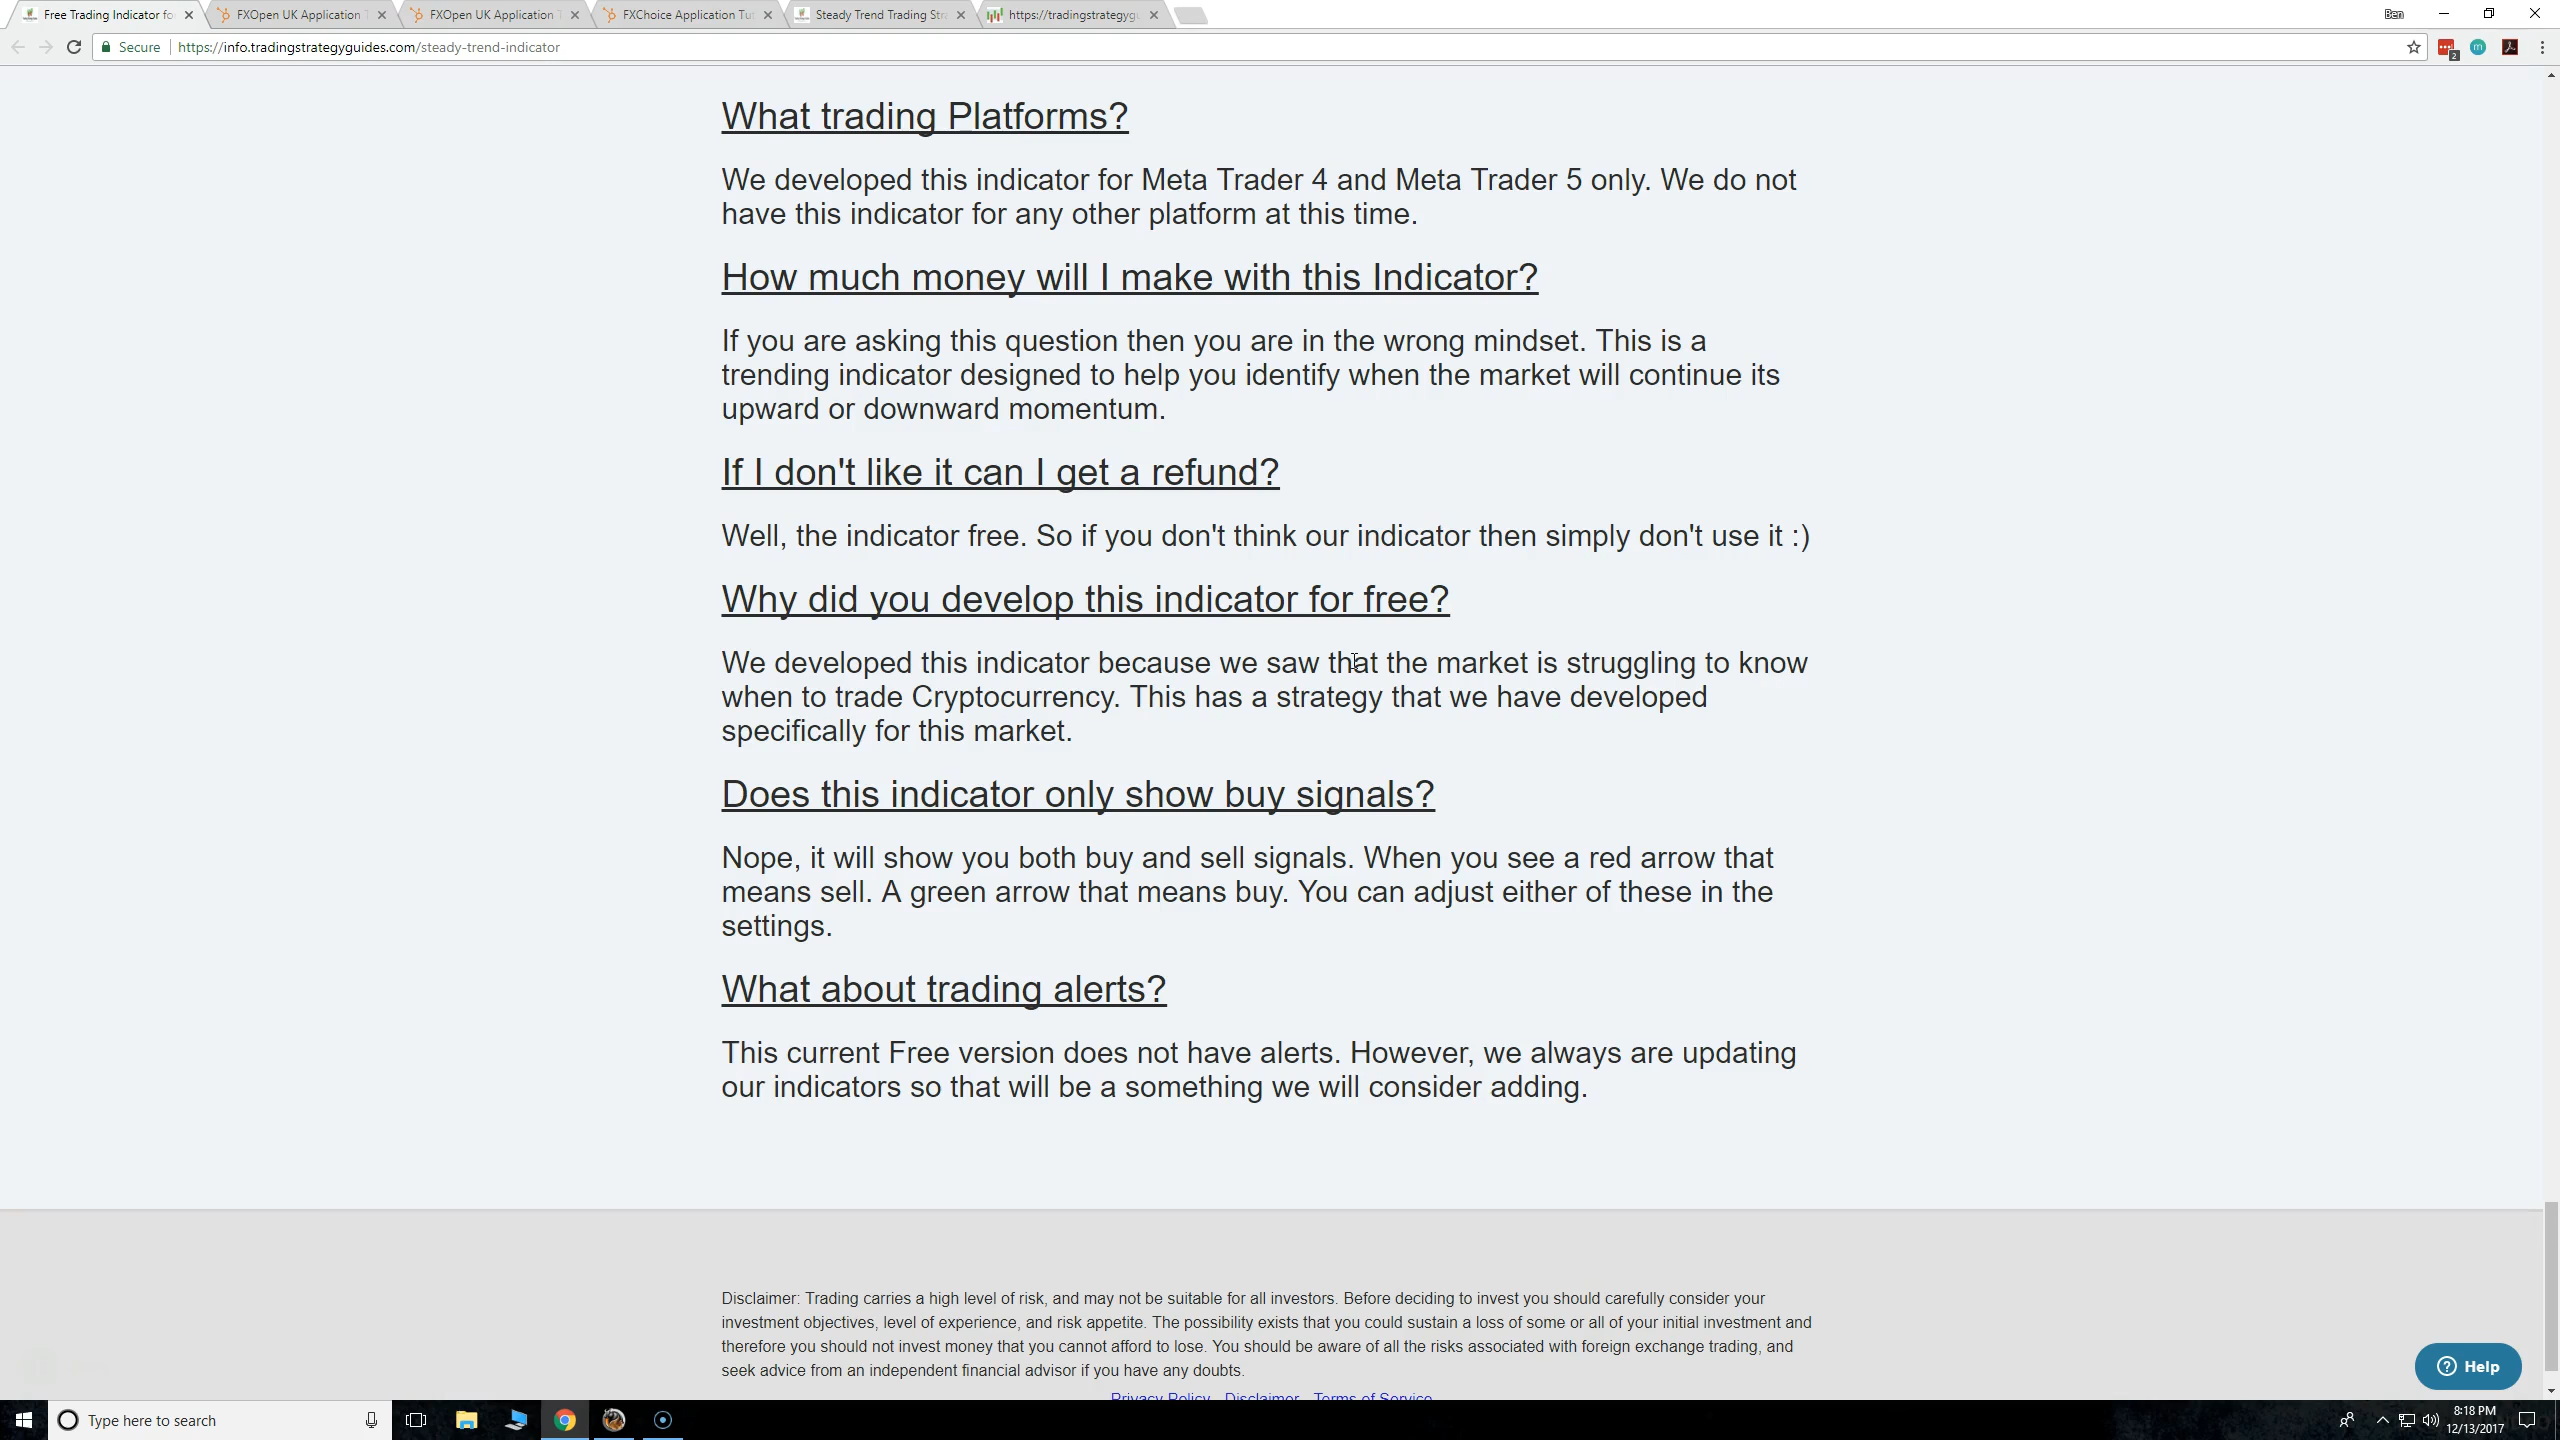 Free Trading Indicator fo
FXOpen UK Application T
FXOpen UK Application T
FXChoice Application Tut
Steady Trend Trading Stra
https://tradingstrategygu
Ben
Secure
https://info.tradingstrategyguides.com/steady-trend-indicator
2
m
What trading Platforms?
We developed this indicator for Meta Trader 4 and Meta Trader 5 only. We do not
have this indicator for any other platform at this time.
How much money will I make with this Indicator?
If you are asking this question then you are in the wrong mindset. This is a
trending indicator designed to help you identify when the market will continue its
upward or downward momentum.
If I don't like it can I get a refund?
Well, the indicator free. So if you don't think our indicator then simply don't use it :)
Why did you develop this indicator for free?
We developed this indicator because we saw that the market is struggling to know
when to trade Cryptocurrency. This has a strategy that we have developed
specifically for this market.
Does this indicator only show buy signals?
Nope, it will show you both buy and sell signals. When you see a red arrow that
means sell. A green arrow that means buy. You can adjust either of these in the
settings.
What about trading alerts?
This current Free version does not have alerts. However, we always are updating
our indicators so that will be a something we will consider adding.
Disclaimer: Trading carries a high level of risk, and may not be suitable for all investors. Before deciding to invest you should carefully consider your
investment objectives, level of experience, and risk appetite. The possibility exists that you could sustain a loss of some or all of your initial investment and
therefore you should not invest money that you cannot afford to lose. You should be aware of all the risks associated with foreign exchange trading, and
seek advice from an independent financial advisor if you have any doubts.
Privacy Policy Disclaimer Terms of Service
Help
Type here to search
8:18 PM
12/13/2017